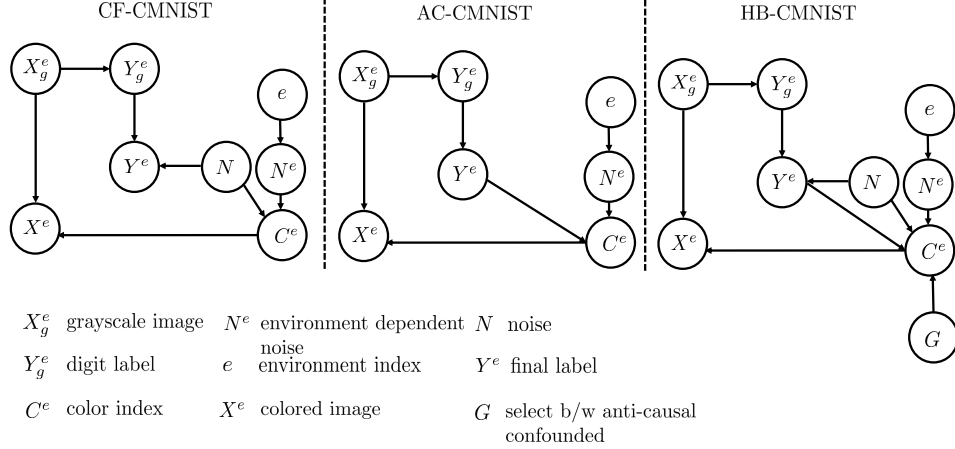 CF-CMNIST AC-CMNIST HB-CMNIST
X_g^e Y_g^e e Y^e N N^e X^e C^e
X_g^e Y_g^e e Y^e N^e X^e C^e
X_g^e Y_g^e e Y^e N N^e X^e C^e G
X_g^e grayscale image N^e environment dependent noise N noise
Y_g^e digit label e environment index Y^e final label
C^e color index X^e colored image G select b/w anti-causal
confounded